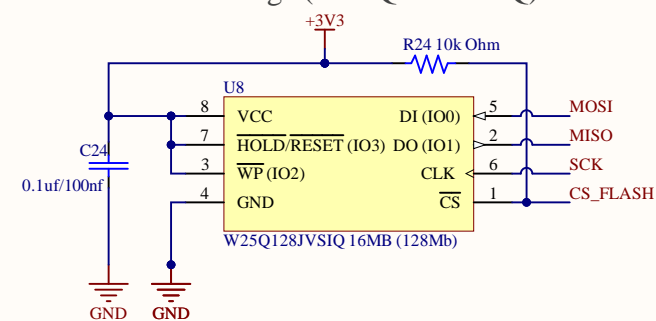 +3V3
R24 10k Ohm
U8
8 VCC DI (IO0) 5 MOSI
7 HOLD/RESET (IO3) DO (IO1) 2 MISO
C24 3 WP (IO2) CLK 6 SCK
0.1uf/100nf 4 GND CS 1 CS_FLASH
W25Q128JVSIQ 16MB (128Mb)
GND GND